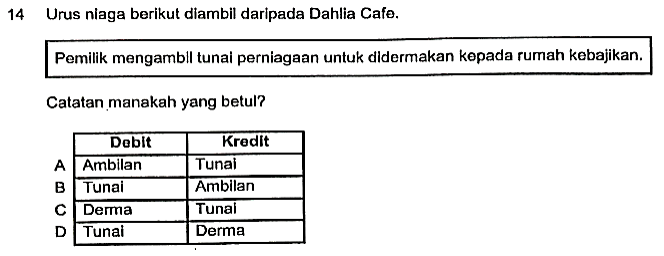 14 Urus niaga berikut diambil daripada Dahlia Cafe.
Pemilik mengambil tunai perniagaan untuk didermakan kepada rumah kebajikan.
Catatan manakah yang betul?
Debit Kredit
A Ambilan Tunai
B Tunai Ambilan
C Derma Tunai
D Tunai Derma